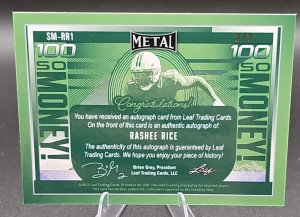 SM-RR1
METAL
100
100
SO MONEY!
SO MONEY!
Congratulations!
You have received an autograph card from Leaf Trading Cards.
On the front of this card is an authentic autograph of:
RASHEE RICE
The authenticity of this autograph is guaranteed by Leaf
Trading Cards. We hope you enjoy your piece of history!
Brian Gray, President
Leaf Trading Cards, LLC
Leaf